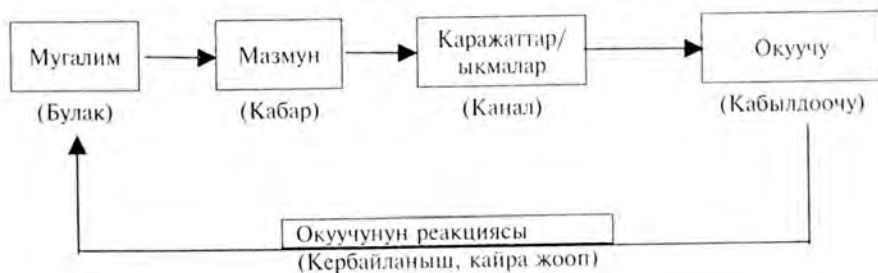 Мугалим
(Булак)
Мазмун
(Кабар)
Каражаттар/
ыкмалар
(Канал)
Окуучу
(Кабылдоочу)
Окуучунун реакциясы
(Кербайланыш, кайра жооп)